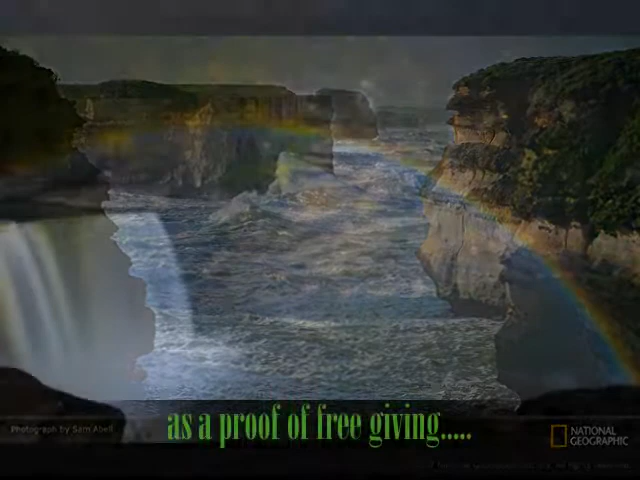 as a proof of free giving.....
Photograph by Sam Abell
NATIONAL
GEOGRAPHIC